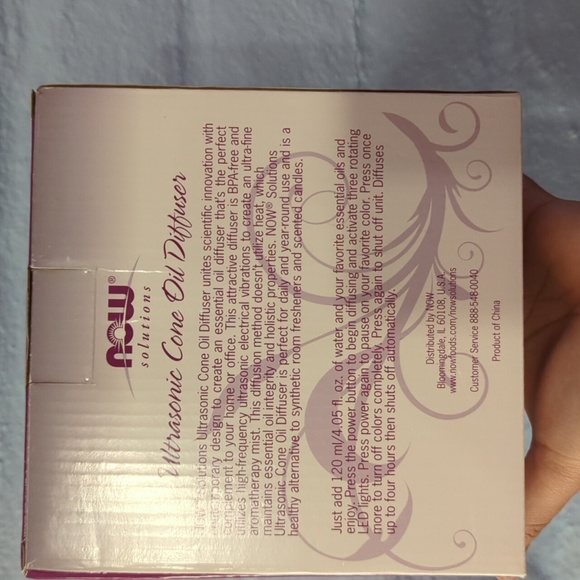 NOW®
solutions
Ultrasonic Cone Oil Diffuser
Solutions Ultrasonic Cone Oil Diffuser unites scientific innovation with
design to create an essential oil diffuser that's the perfect
complement to your home or office. This attractive diffuser is BPA-free and
utilizes high-frequency ultrasonic electrical vibrations to create an ultra-fine
aromatherapy mist. This diffusion method doesn't utilize heat, which
maintains essential oil integrity and holistic properties. NOW® Solutions
Ultrasonic Cone Oil Diffuser is perfect for daily and year-round use and is a
healthy alternative to synthetic room fresheners and scented candles.
Just add 120 ml/4.05 fl. oz. of water and your favorite essential oils and
enjoy. Press the power button to begin diffusing and activate three rotating
LED lights. Press power again to pause on your favorite color. Press once
more to turn off colors completely. Press again to shut off unit. Diffuses
up to four hours then shuts off automatically.
Distributed by NOW
Bloomingdale, IL 60108, U.S.A.
www.nowfoods.com/nowsolutions
Customer Service 888-548-0040
Product of China